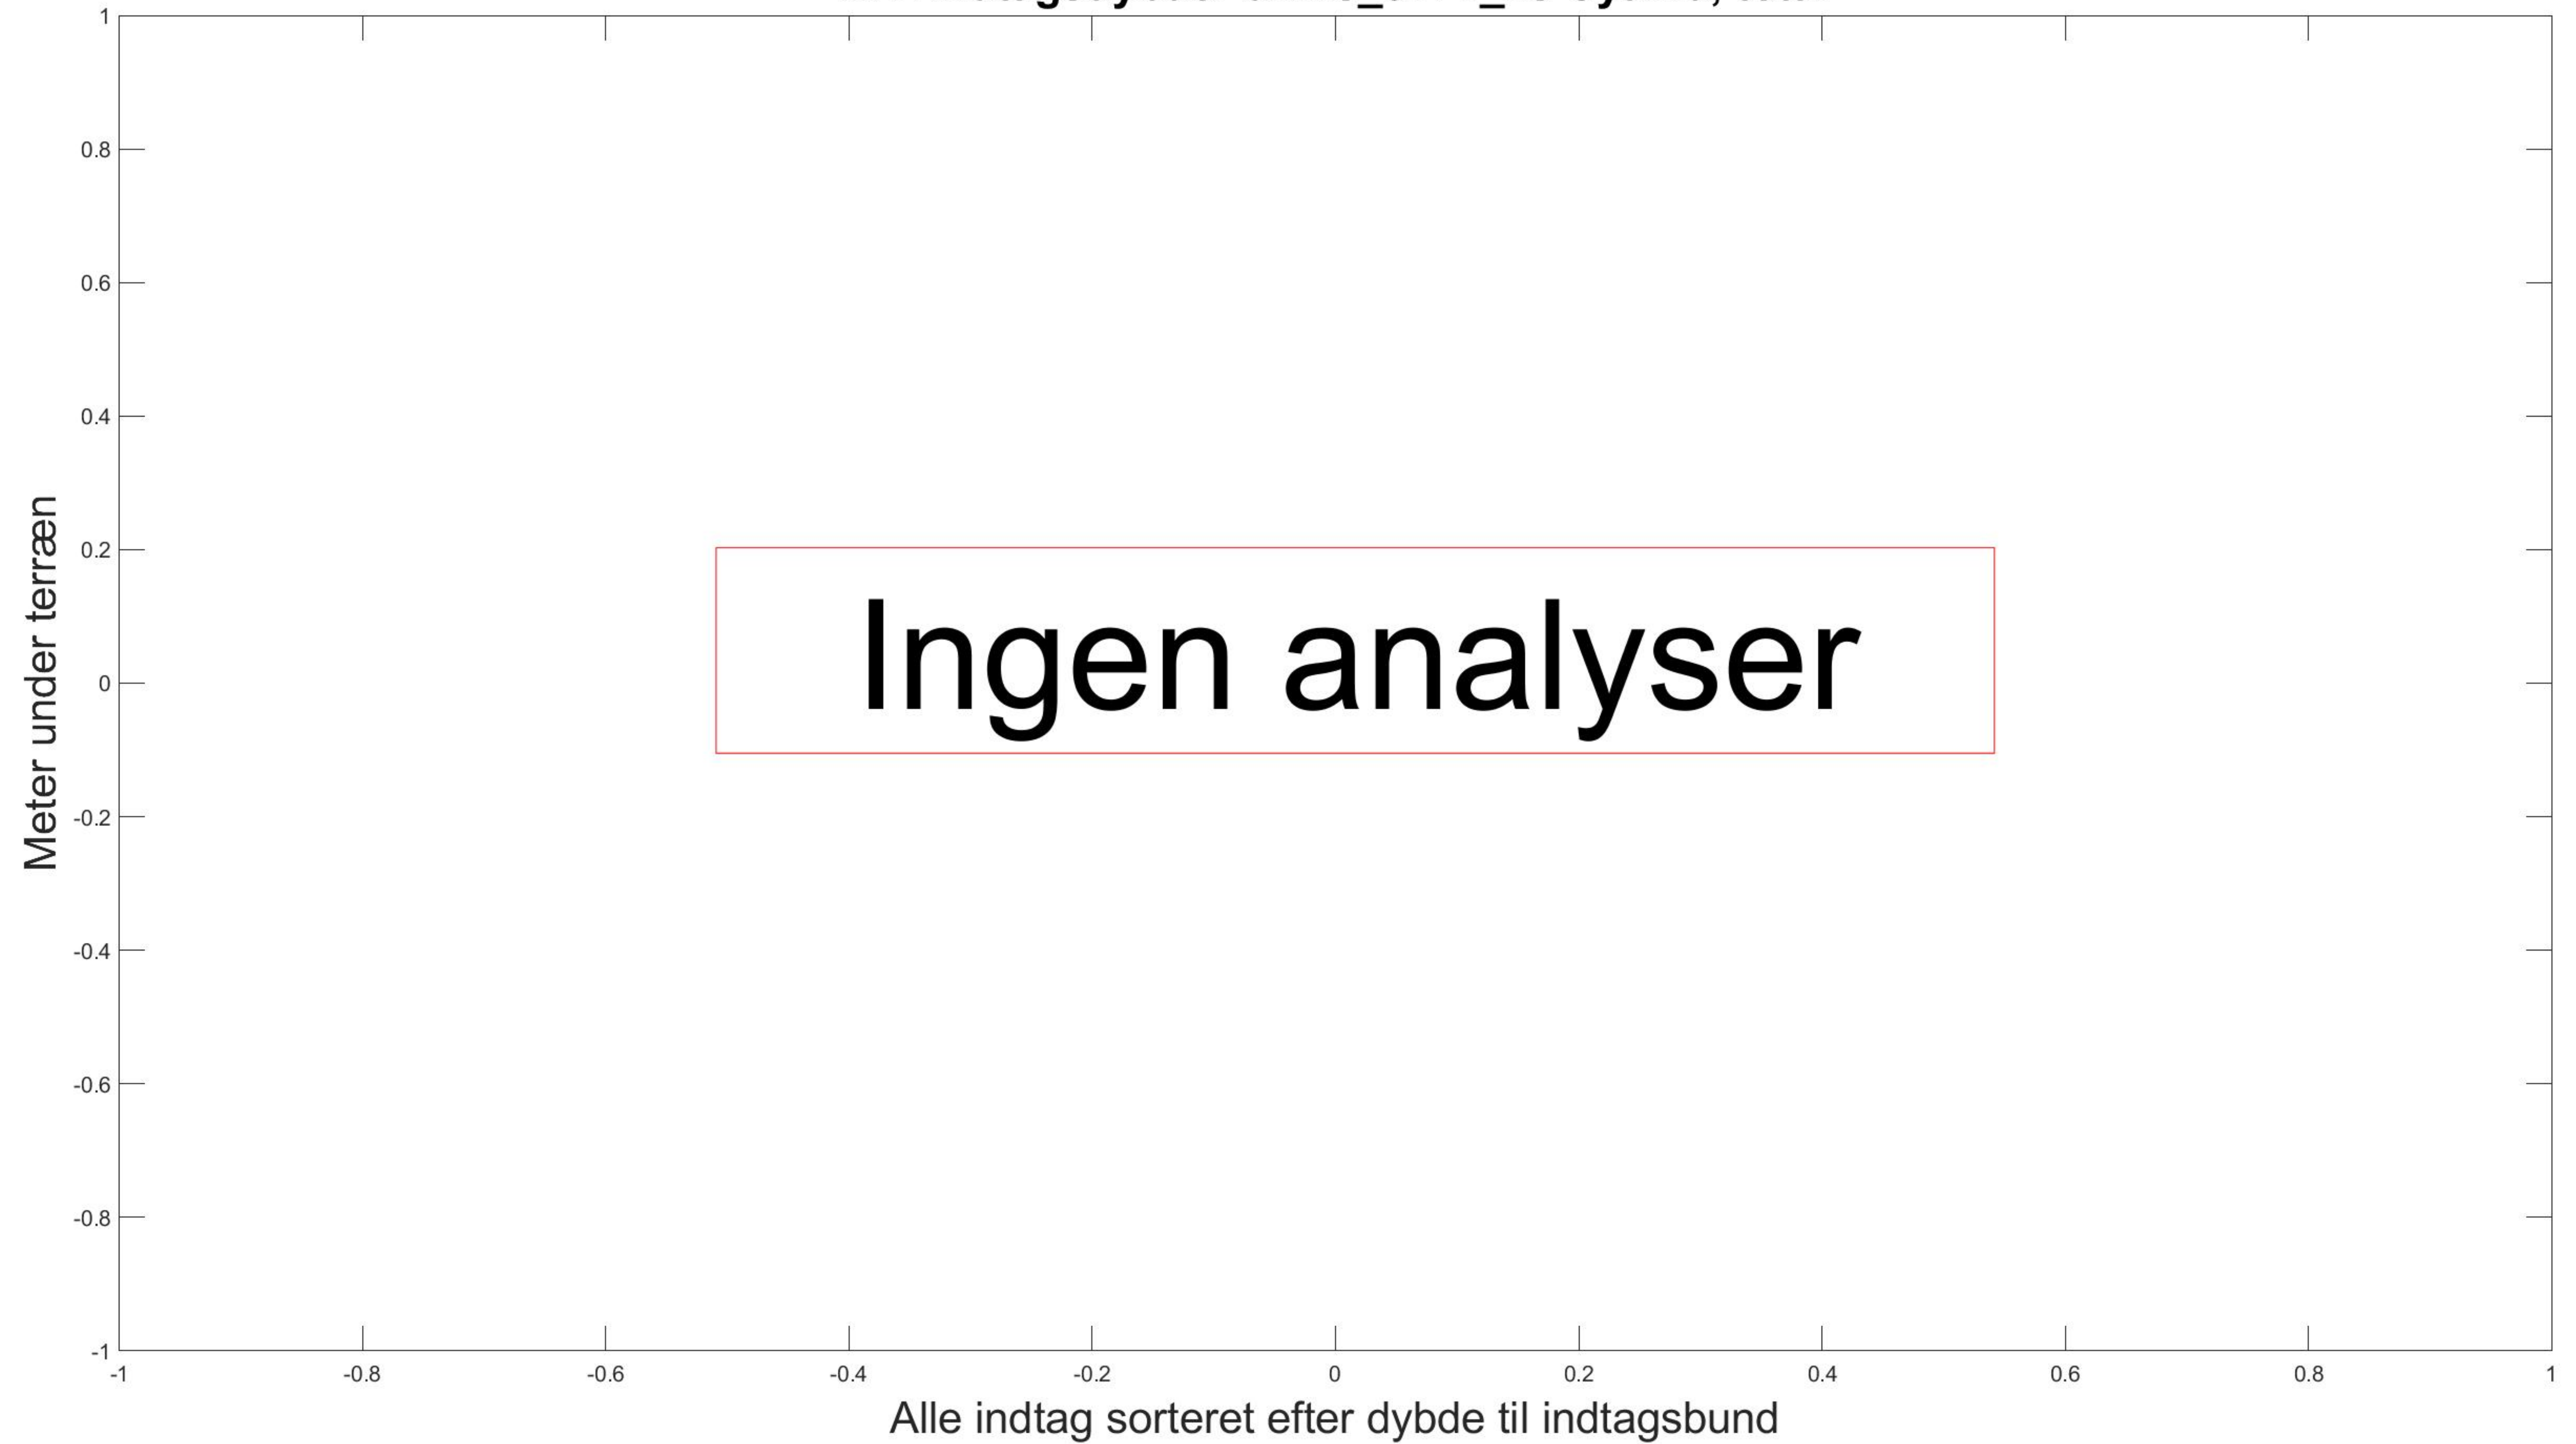 1
0.8
0.6
0.4
0.2
0
-0.2
-0.4
-0.6
-0.8
-1
Meter under terræn
Ingen analyser
-1 -0.8 -0.6 -0.4 -0.2 0 0.2 0.4 0.6 0.8 1
Alle indtag sorteret efter dybde til indtagsbund